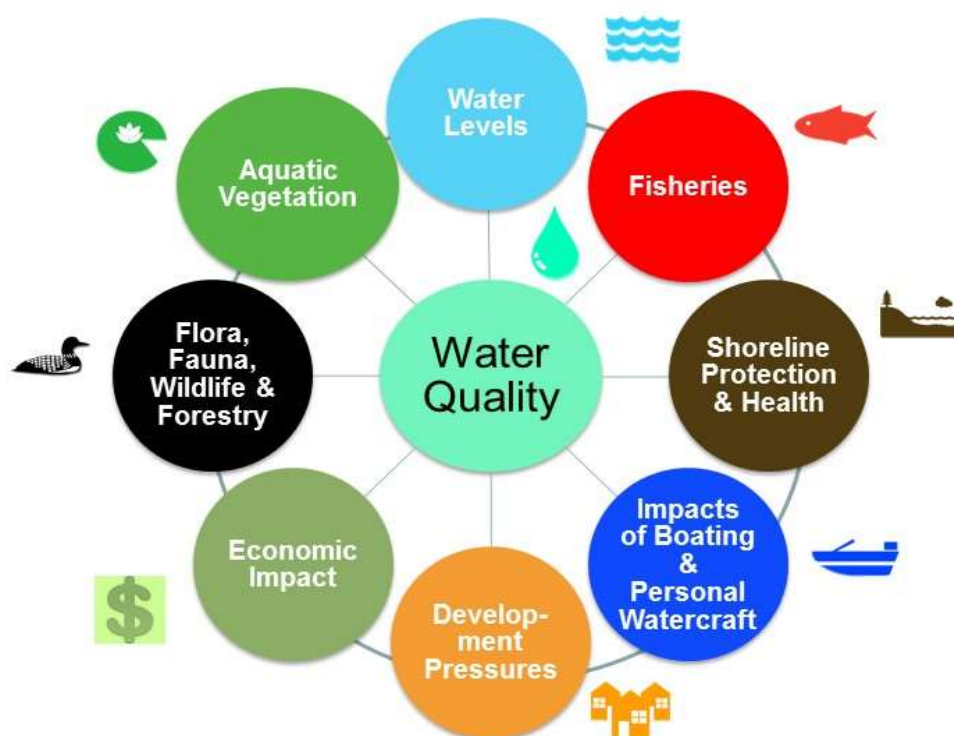 Water
Levels
Fisheries
Shoreline
Protection
& Health
Impacts
of Boating
&
Personal
Watercraft
Develop-
ment
Pressures
Economic
Impact
Flora,
Fauna,
Wildlife &
Forestry
Aquatic
Vegetation
Water
Quality
$